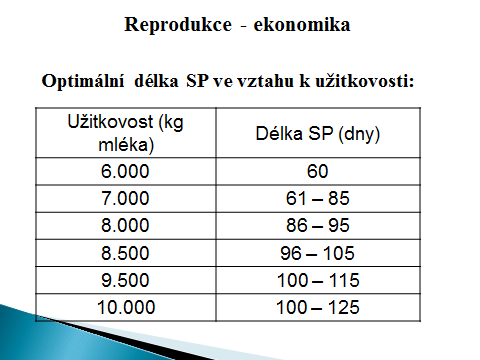 Reprodukce - ekonomika
Optimální délka SP ve vztahu k užitkovosti:
Užitkovost (kg
mléka)
Délka SP (dny)
6.000 60
7.000 61 – 85
8.000 86 – 95
8.500 96 – 105
9.500 100 – 115
10.000 100 – 125